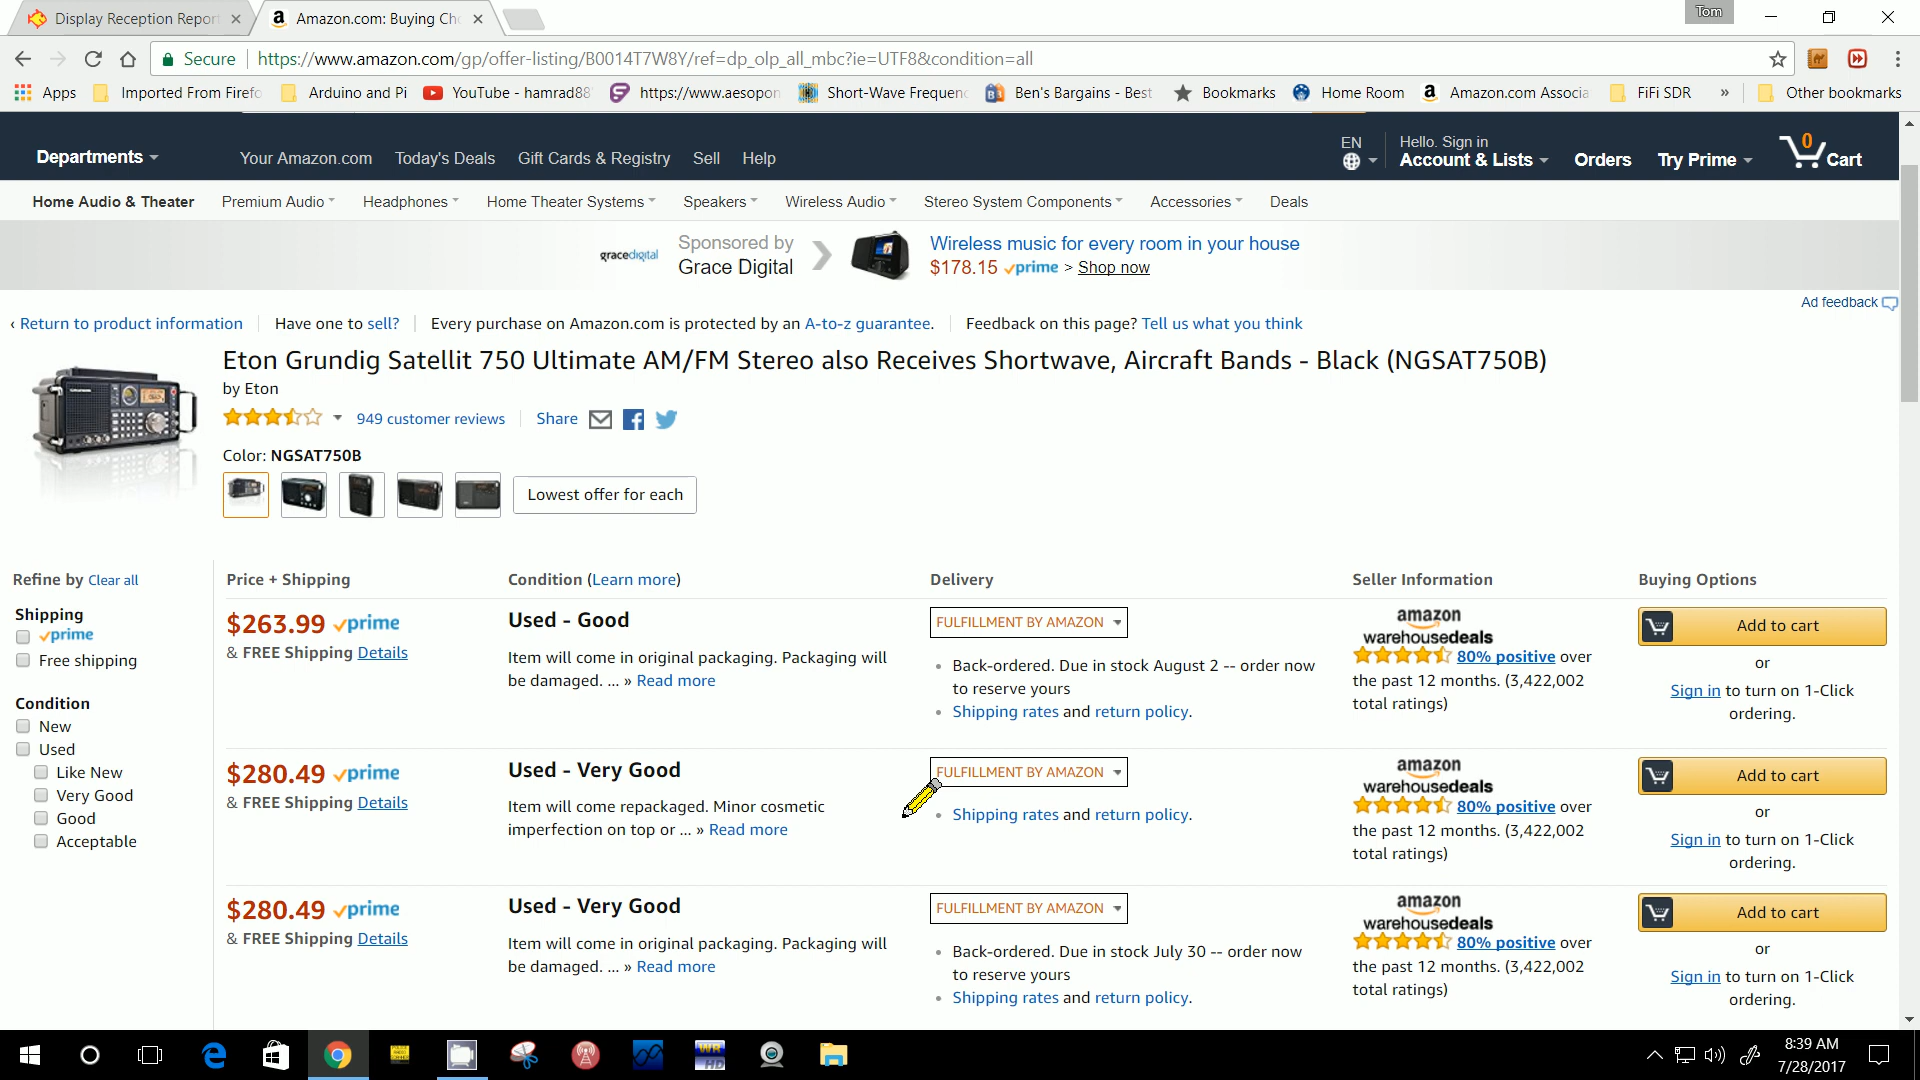 Display Reception Report
Amazon.com: Buying Ch
Tom
Secure
https://www.amazon.com/gp/offer-listing/B0014T7W8Y/ref=dp_olp_all_mbc?ie=UTF8&condition=all
Apps
Imported From Firefo
Arduino and Pi
YouTube - hamrad88
https://www.aesopon
Short-Wave Frequenc
Ben's Bargains - Best
Bookmarks
Home Room
Amazon.com Associa
FiFi SDR
»
Other bookmarks
Departments
Your Amazon.com
Today's Deals
Gift Cards & Registry
Sell
Help
EN
Hello. Sign in
Account & Lists
Orders
Try Prime
0
Cart
Home Audio & Theater
Premium Audio
Headphones
Home Theater Systems
Speakers
Wireless Audio
Stereo System Components
Accessories
Deals
gracedigital
Sponsored by
Grace Digital
Wireless music for every room in your house
$178.15 prime > Shop now
Ad feedback
‹ Return to product information
Have one to sell?
Every purchase on Amazon.com is protected by an A-to-z guarantee.
Feedback on this page? Tell us what you think
Eton Grundig Satellit 750 Ultimate AM/FM Stereo also Receives Shortwave, Aircraft Bands - Black (NGSAT750B)
by Eton
949 customer reviews
Share
Color: NGSAT750B
Lowest offer for each
Refine by Clear all
Shipping
prime
Free shipping
Condition
New
Used
Like New
Very Good
Good
Acceptable
Price + Shipping
Condition (Learn more)
Delivery
Seller Information
Buying Options
$263.99 prime
& FREE Shipping Details
Used - Good
Item will come in original packaging. Packaging will
be damaged. ... » Read more
FULFILLMENT BY AMAZON
Back-ordered. Due in stock August 2 -- order now
to reserve yours
Shipping rates and return policy.
amazon
warehousedeals
80% positive over
the past 12 months. (3,422,002
total ratings)
Add to cart
or
Sign in to turn on 1-Click
ordering.
$280.49 prime
& FREE Shipping Details
Used - Very Good
Item will come repackaged. Minor cosmetic
imperfection on top or ... » Read more
FULFILLMENT BY AMAZON
Shipping rates and return policy.
amazon
warehousedeals
80% positive over
the past 12 months. (3,422,002
total ratings)
Add to cart
or
Sign in to turn on 1-Click
ordering.
$280.49 prime
& FREE Shipping Details
Used - Very Good
Item will come in original packaging. Packaging will
be damaged. ... » Read more
FULFILLMENT BY AMAZON
Back-ordered. Due in stock July 30 -- order now
to reserve yours
Shipping rates and return policy.
amazon
warehousedeals
80% positive over
the past 12 months. (3,422,002
total ratings)
Add to cart
or
Sign in to turn on 1-Click
ordering.
8:39 AM
7/28/2017